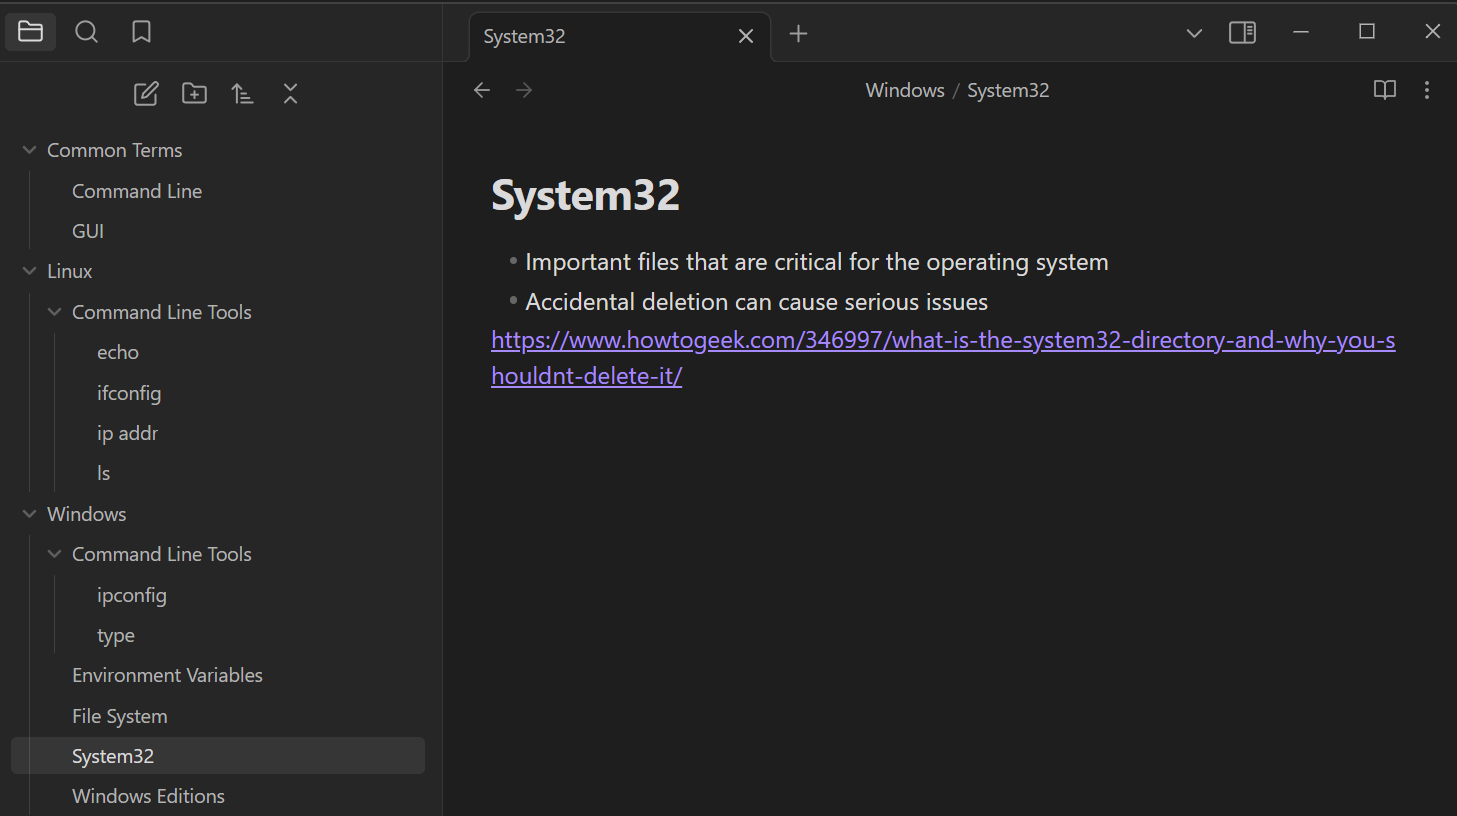 System32
Windows / System32
Common Terms
Command Line
GUI
Linux
Command Line Tools
echo
ifconfig
ip addr
ls
Windows
Command Line Tools
ipconfig
type
Environment Variables
File System
System32
Windows Editions
System32
Important files that are critical for the operating system
Accidental deletion can cause serious issues
https://www.howtogeek.com/346997/what-is-the-system32-directory-and-why-you-s
houldnt-delete-it/